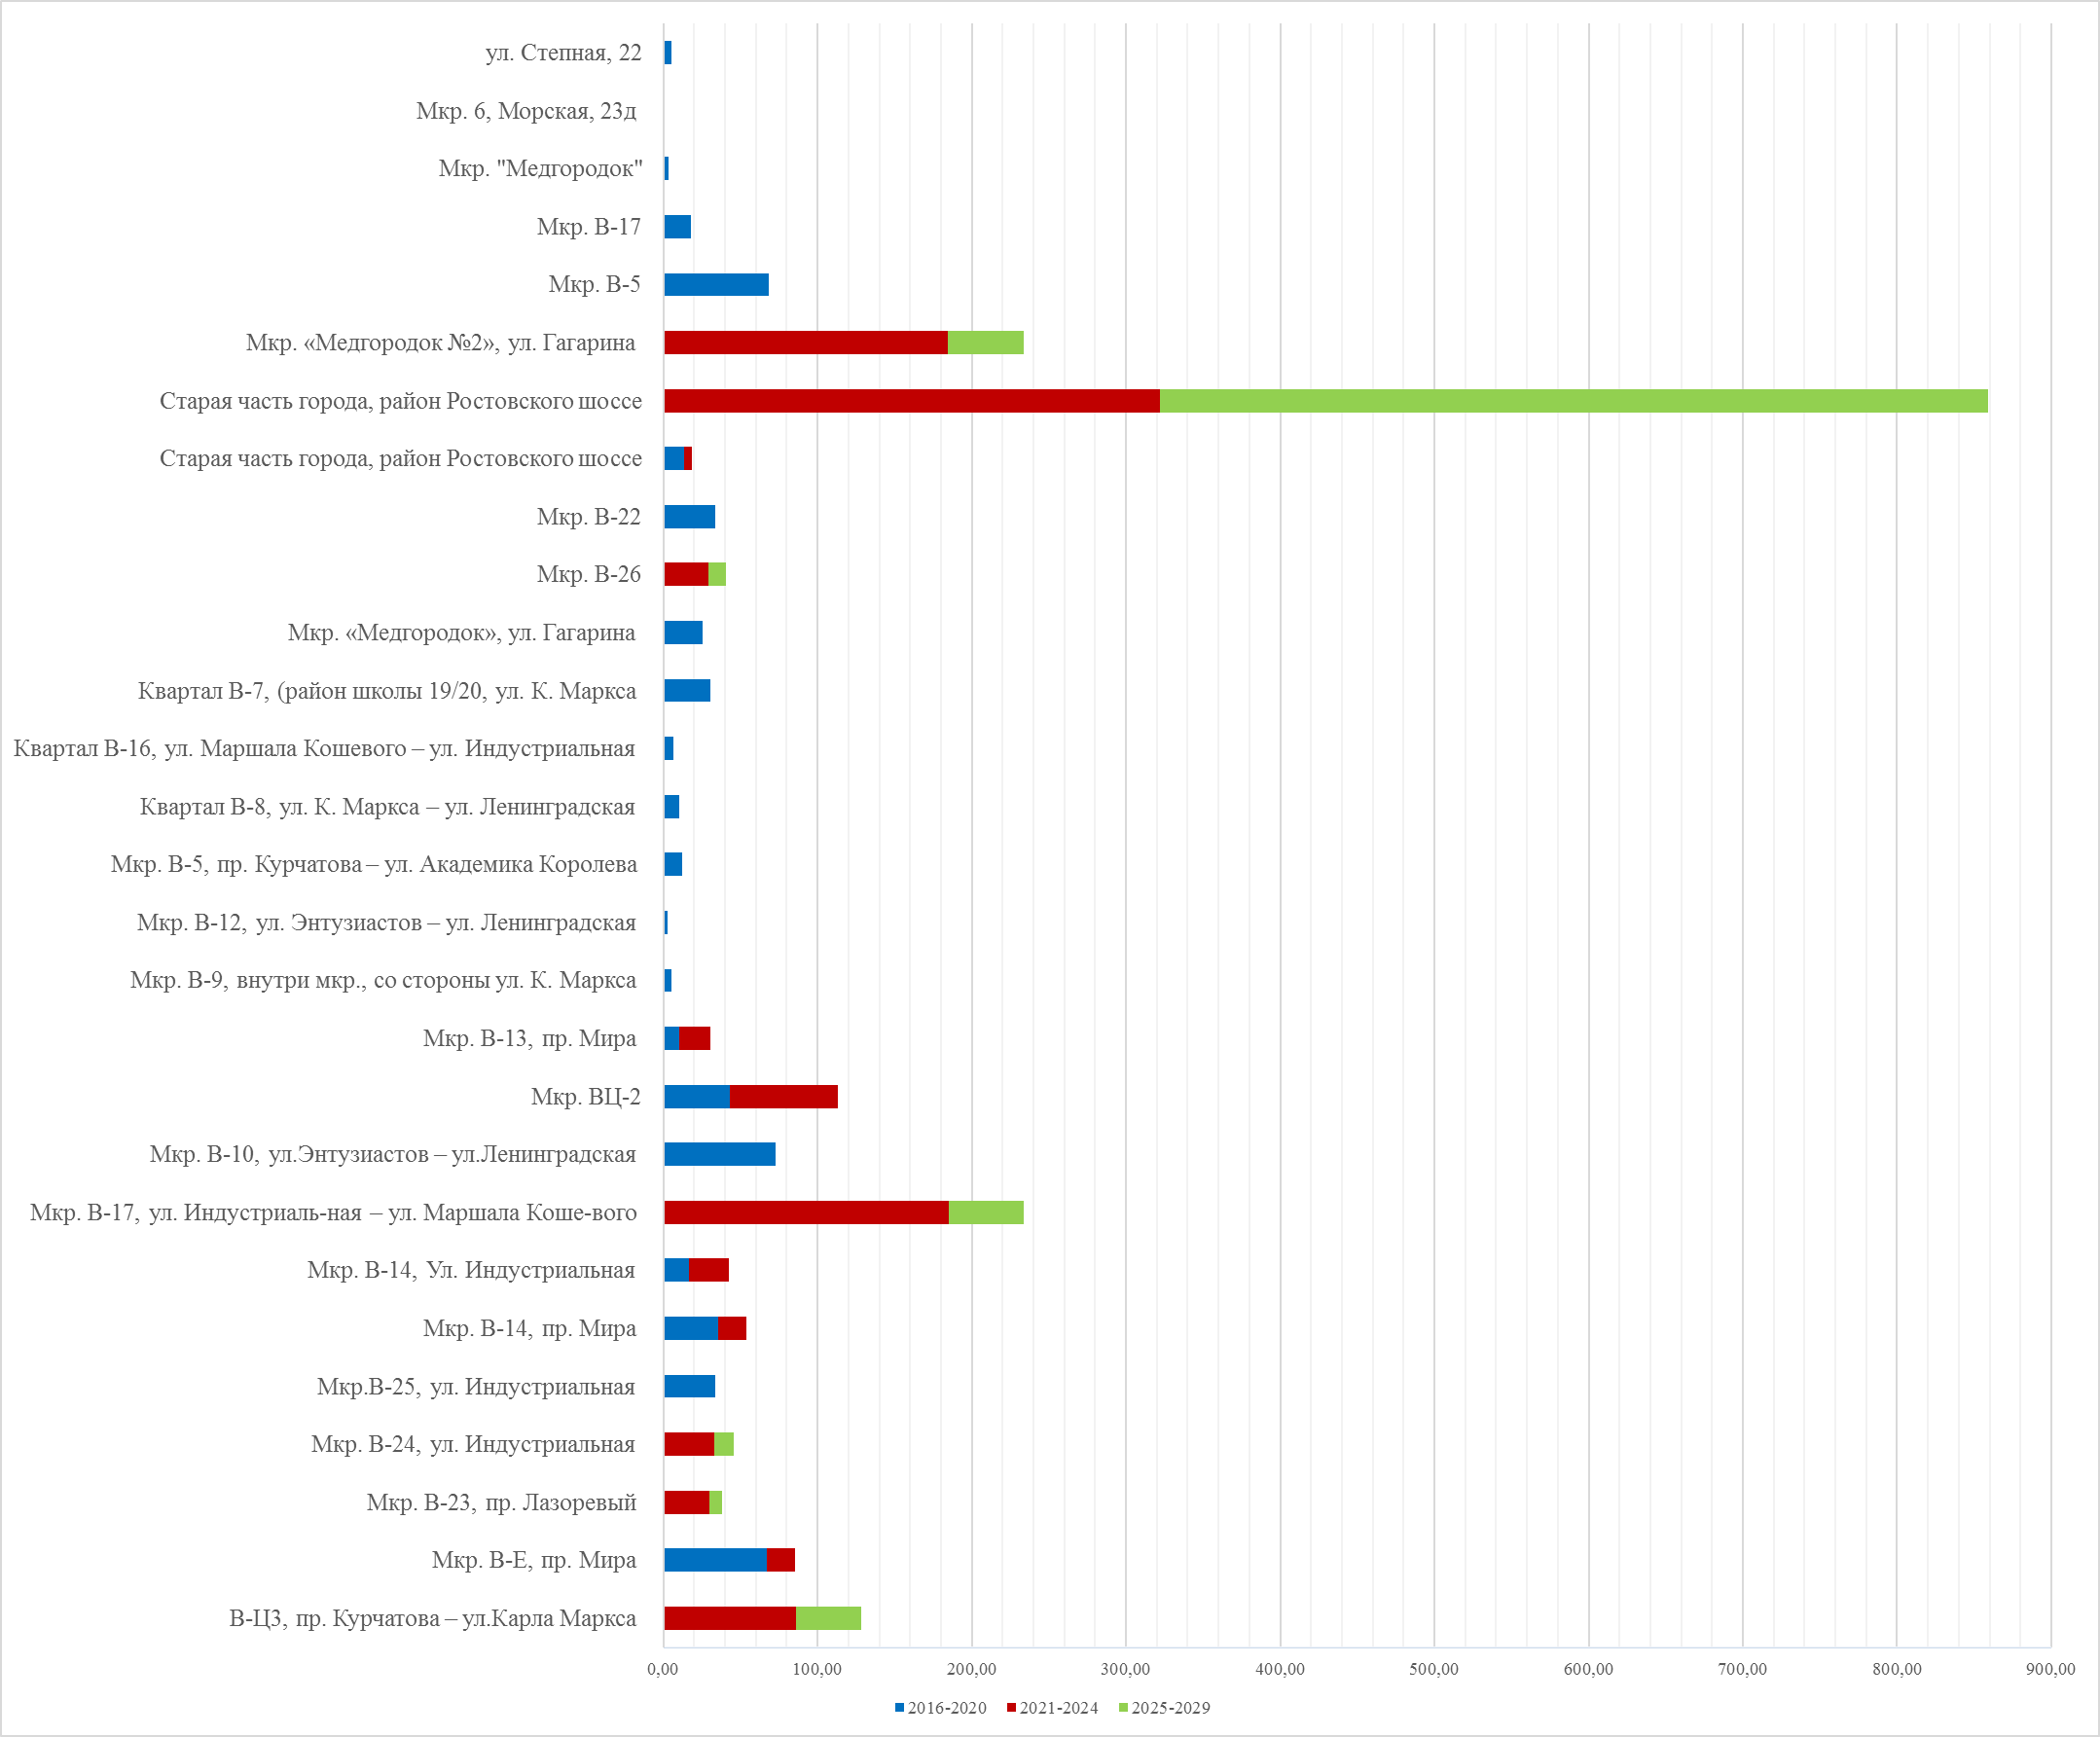 ул. Степная, 22
Мкр. 6, Морская, 23д
Мкр. "Медгородок"
Мкр. В-17
Мкр. В-5
Мкр. «Медгородок №2», ул. Гагарина
Старая часть города, район Ростовского шоссе
Старая часть города, район Ростовского шоссе
Мкр. В-22
Мкр. В-26
Мкр. «Медгородок», ул. Гагарина
Квартал В-7, (район школы 19/20, ул. К. Маркса
Квартал В-16, ул. Маршала Кошевого – ул. Индустриальная
Квартал В-8, ул. К. Маркса – ул. Ленинградская
Мкр. В-5, пр. Курчатова – ул. Академика Королева
Мкр. В-12, ул. Энтузиастов – ул. Ленинградская
Мкр. В-9, внутри мкр., со стороны ул. К. Маркса
Мкр. В-13, пр. Мира
Мкр. ВЦ-2
Мкр. В-10, ул.Энтузиастов – ул.Ленинградская
Мкр. В-17, ул. Индустриаль-ная – ул. Маршала Коше-вого
Мкр. В-14, Ул. Индустриальная
Мкр. В-14, пр. Мира
Мкр.В-25, ул. Индустриальная
Мкр. В-24, ул. Индустриальная
Мкр. В-23, пр. Лазоревый
Мкр. В-Е, пр. Мира
В-Ц3, пр. Курчатова – ул.Карла Маркса
0,00 100,00 200,00 300,00 400,00 500,00 600,00 700,00 800,00 900,00
2016-2020 2021-2024 2025-2029